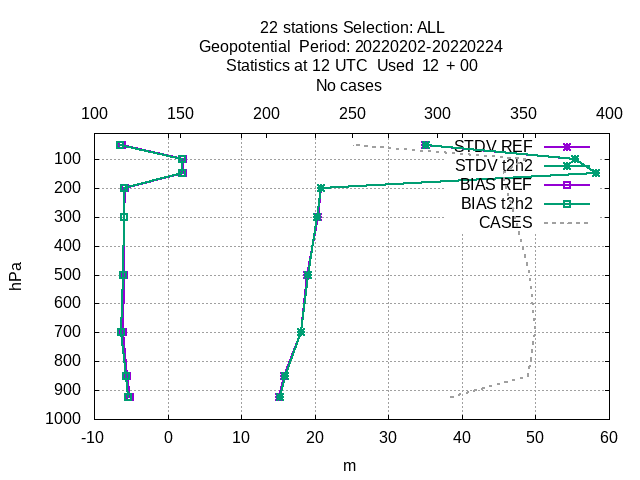 22 stations Selection: ALL
Geopotential  Period: 20220202-20220224
Statistics at 12 UTC  Used  12  + 00
No cases
100 150 200 250 300 350 400
STDV REF
100
STDV t2h2
BIAS REF
200
BIAS t2h2
300
CASES
400
hPa
500
600
700
800
900
1000
-10 0 10 20 30 40 50 60
m